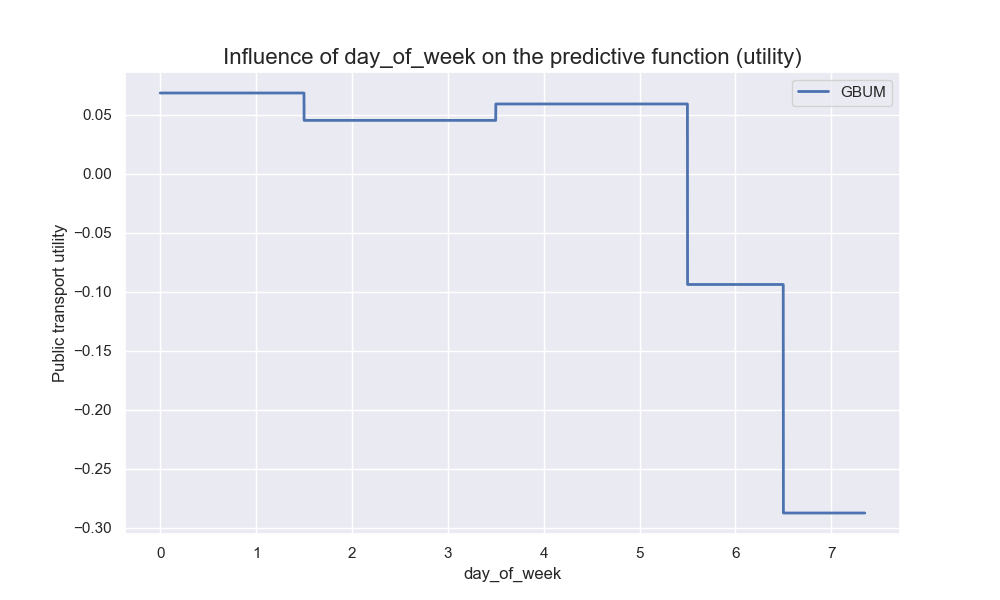 Influence of day_of_week on the predictive function (utility)
GBUM
0.05
0.00
−0.05
−0.10
−0.15
−0.20
−0.25
−0.30
Public transport utility
0 1 2 3 4 5 6 7
day_of_week